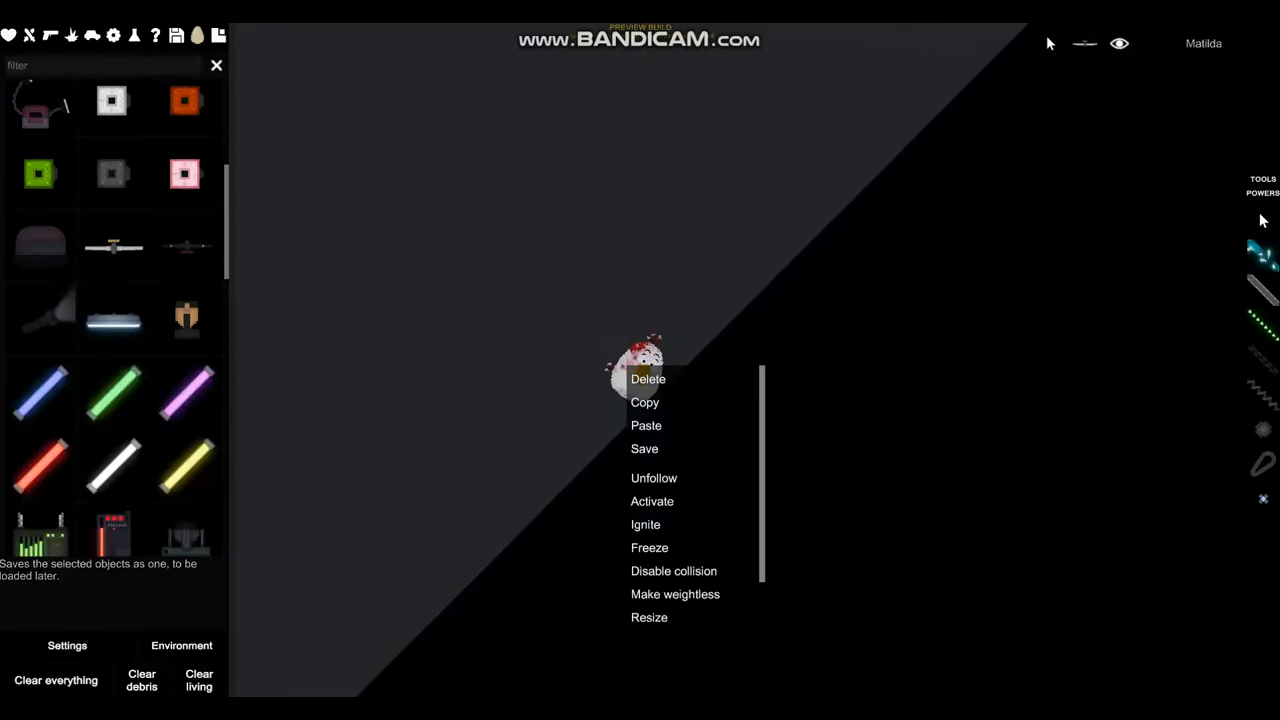 PREVIEW BUILD
www.BANDICAM.com
Matilda
filter
TOOLS
POWERS
Delete
Copy
Paste
Save
Unfollow
Activate
Ignite
Freeze
Disable collision
Make weightless
Resize
Saves the selected objects as one, to be
loaded later.
Settings
Environment
Clear everything
Clear
debris
Clear
living